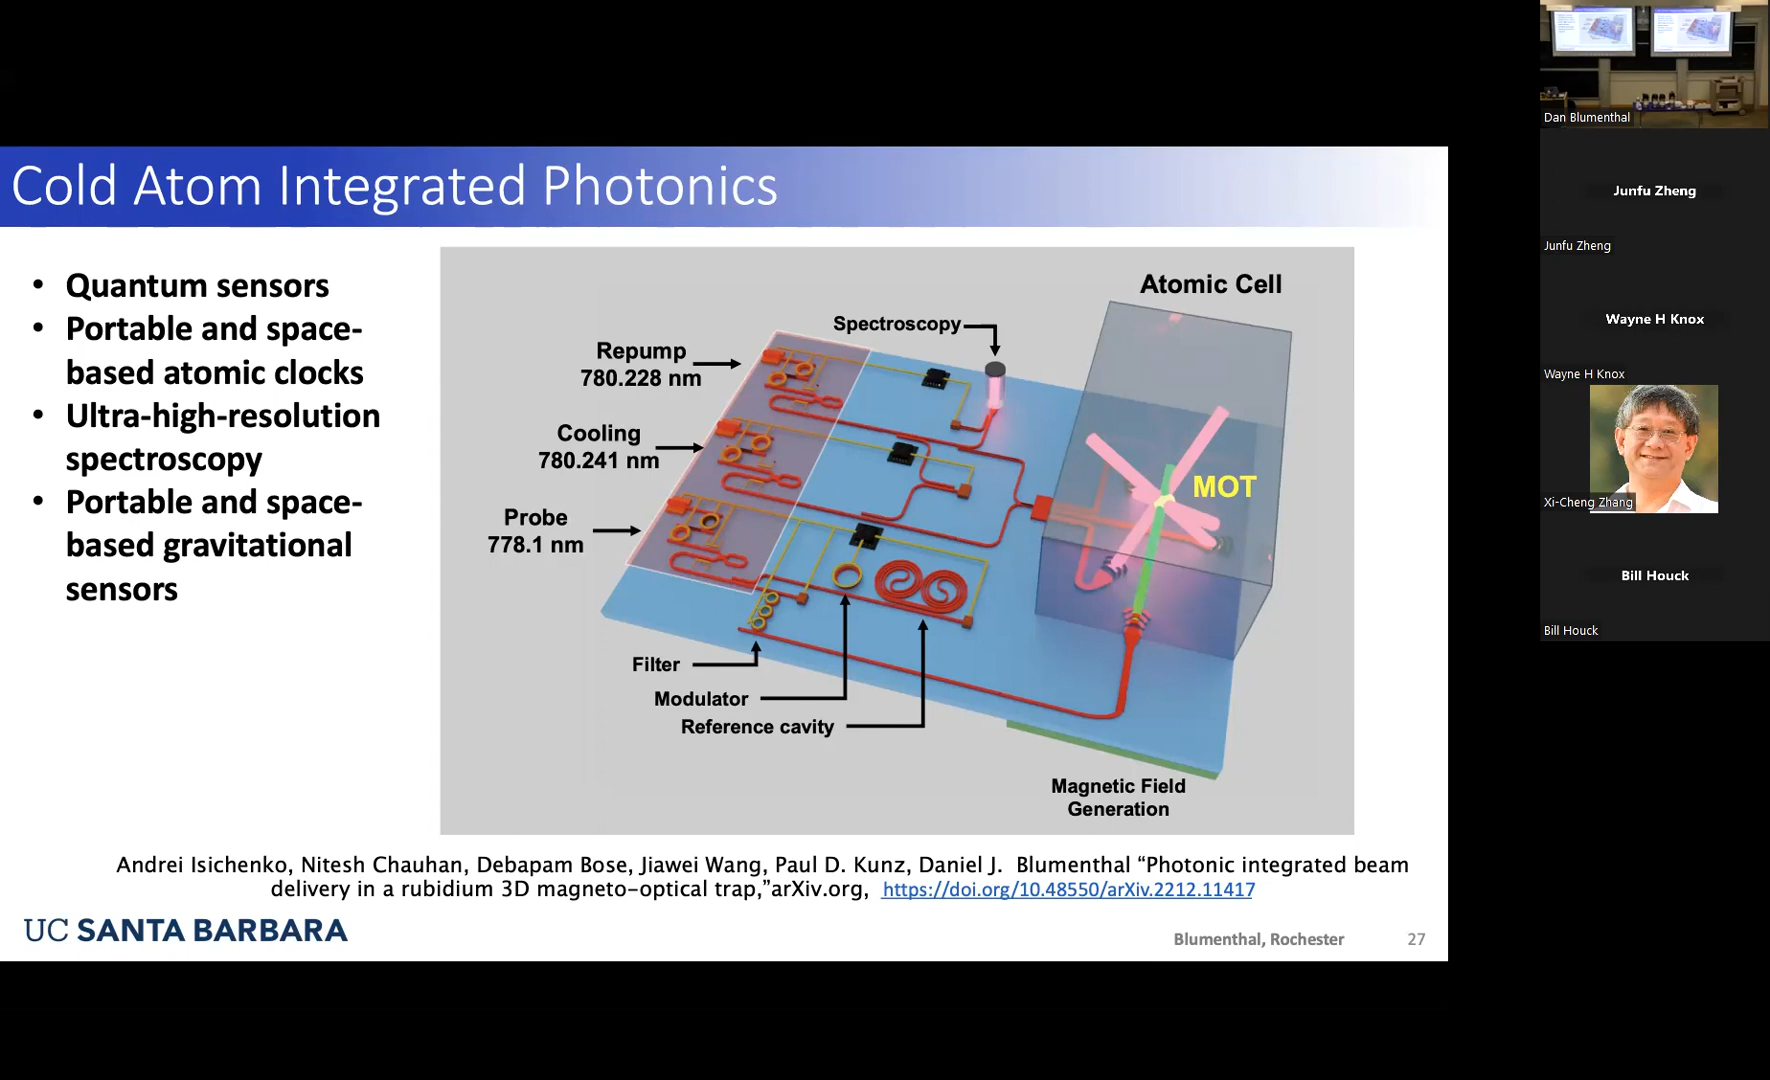 Cold Atom Integrated Photonics
• Quantum sensors
• Portable and space-
based atomic clocks
• Ultra-high-resolution
spectroscopy
• Portable and space-
based gravitational
sensors
Atomic Cell
Spectroscopy
Repump
780.228 nm
Cooling
780.241 nm
MOT
Probe
778.1 nm
Filter
Modulator
Reference cavity
Magnetic Field
Generation
Andrei Isichenko, Nitesh Chauhan, Debapam Bose, Jiawei Wang, Paul D. Kunz, Daniel J. Blumenthal “Photonic integrated beam
delivery in a rubidium 3D magneto-optical trap,”arXiv.org, https://doi.org/10.48550/arXiv.2212.11417
UC SANTA BARBARA
Blumenthal, Rochester 27
Dan Blumenthal
Junfu Zheng
Junfu Zheng
Wayne H Knox
Wayne H Knox
Xi-Cheng Zhang
Bill Houck
Bill Houck